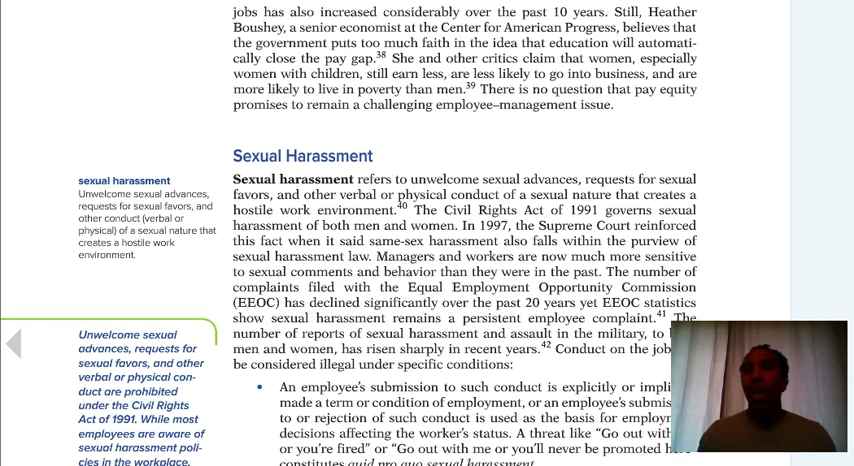 jobs has also increased considerably over the past 10 years. Still, Heather
Boushey, a senior economist at the Center for American Progress, believes that
the government puts too much faith in the idea that education will automati-
cally close the pay gap.38 She and other critics claim that women, especially
women with children, still earn less, are less likely to go into business, and are
more likely to live in poverty than men.39 There is no question that pay equity
promises to remain a challenging employee–management issue.
Sexual Harassment
sexual harassment
Unwelcome sexual advances,
requests for sexual favors, and
other conduct (verbal or
physical) of a sexual nature that
creates a hostile work
environment.
Sexual harassment refers to unwelcome sexual advances, requests for sexual
favors, and other verbal or physical conduct of a sexual nature that creates a
hostile work environment.40 The Civil Rights Act of 1991 governs sexual
harassment of both men and women. In 1997, the Supreme Court reinforced
this fact when it said same-sex harassment also falls within the purview of
sexual harassment law. Managers and workers are now much more sensitive
to sexual comments and behavior than they were in the past. The number of
complaints filed with the Equal Employment Opportunity Commission
(EEOC) has declined significantly over the past 20 years yet EEOC statistics
show sexual harassment remains a persistent employee complaint.41 The
number of reports of sexual harassment and assault in the military, to
men and women, has risen sharply in recent years.42 Conduct on the job
be considered illegal under specific conditions:
• An employee's submission to such conduct is explicitly or impli
made a term or condition of employment, or an employee's submis
to or rejection of such conduct is used as the basis for employm
decisions affecting the worker's status. A threat like "Go out with
or you're fired" or "Go out with me or you'll never be promoted
constitutes quid pro quo sexual harassment.
Unwelcome sexual
advances, requests for
sexual favors, and other
verbal or physical con-
duct are prohibited
under the Civil Rights
Act of 1991. While most
employees are aware of
sexual harassment poli-
cies in the workplace,